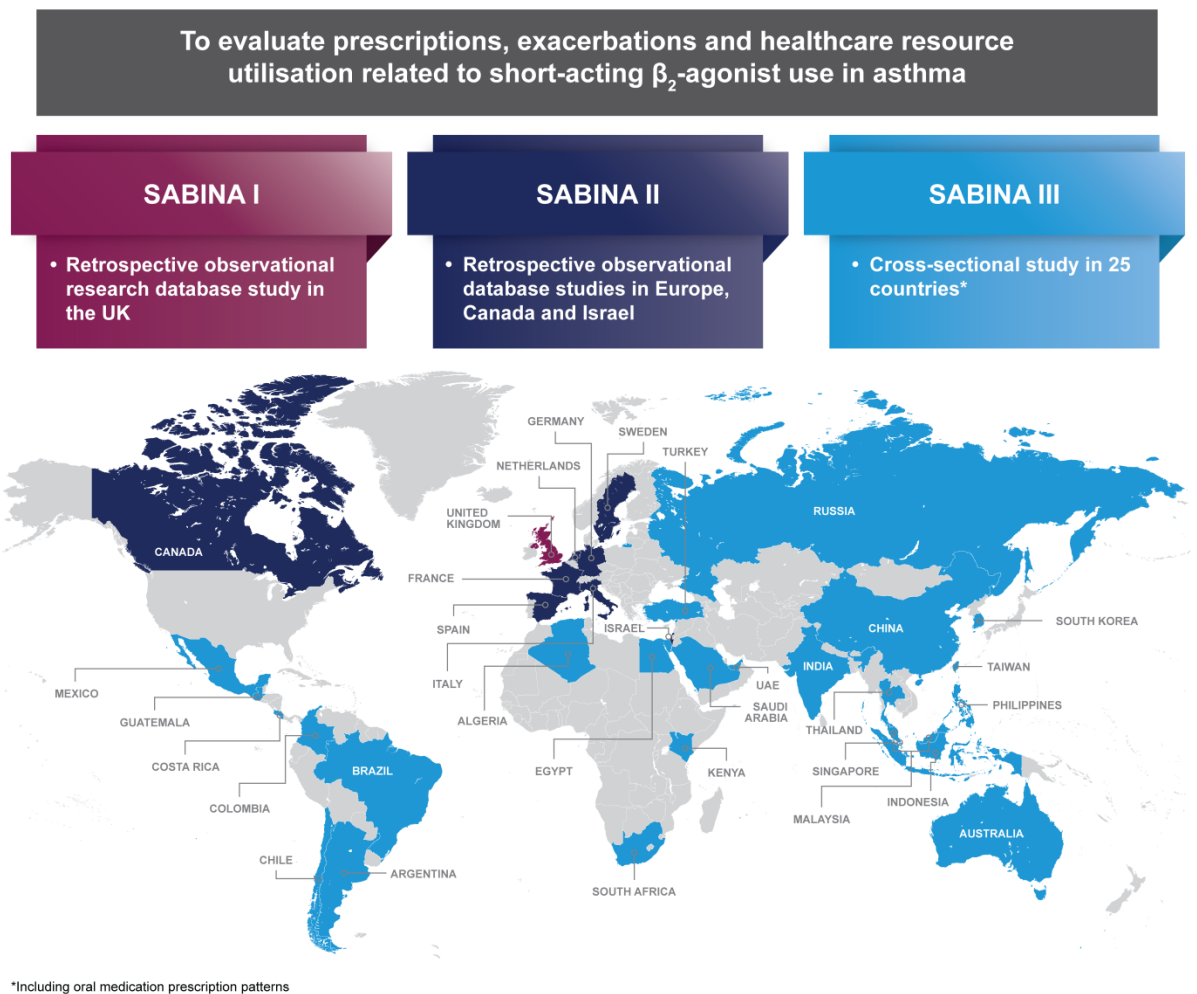 To evaluate prescriptions, exacerbations and healthcare resource
utilisation related to short-acting β₂-agonist use in asthma
SABINA I
• Retrospective observational
research database study in
the UK
SABINA II
• Retrospective observational
database studies in Europe,
Canada and Israel
SABINA III
• Cross-sectional study in 25
countries*
GERMANY
SWEDEN
TURKEY
NETHERLANDS
UNITED
KINGDOM
RUSSIA
CANADA
FRANCE
SPAIN
ISRAEL
CHINA
SOUTH KOREA
INDIA
TAIWAN
ITALY
UAE
MEXICO
SAUDI
ARABIA
PHILIPPINES
GUATEMALA
ALGERIA
THAILAND
COSTA RICA
BRAZIL
EGYPT
KENYA
SINGAPORE
COLOMBIA
INDONESIA
MALAYSIA
AUSTRALIA
CHILE
ARGENTINA
SOUTH AFRICA
*Including oral medication prescription patterns